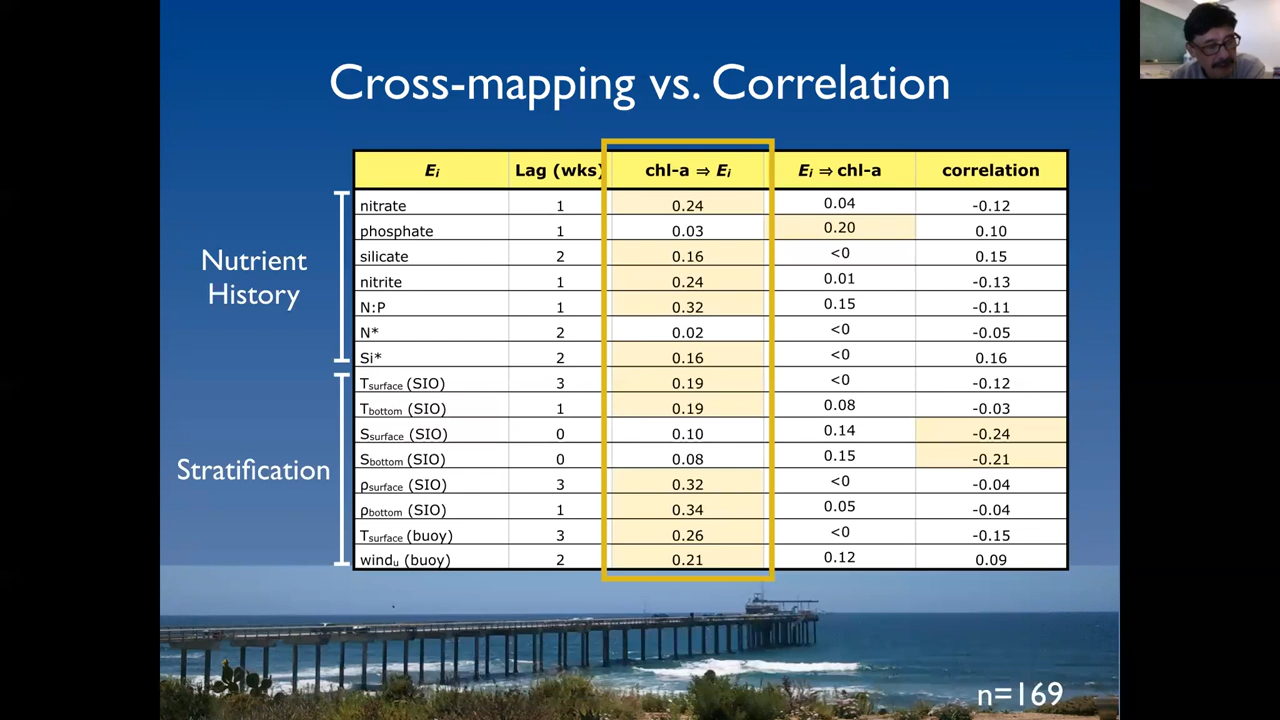 Cross-mapping vs. Correlation
Eᵢ Lag (wks) chl-a ⇒ Eᵢ Eᵢ ⇒ chl-a correlation
nitrate 1 0.24 0.04 -0.12
phosphate 1 0.03 0.20 0.10
silicate 2 0.16 <0 0.15
nitrite 1 0.24 0.01 -0.13
N:P 1 0.32 0.15 -0.11
N* 2 0.02 <0 -0.05
Si* 2 0.16 <0 0.16
Tsurface (SIO) 3 0.19 <0 -0.12
Tbottom (SIO) 1 0.19 0.08 -0.03
Ssurface (SIO) 0 0.10 0.14 -0.24
Sbottom (SIO) 0 0.08 0.15 -0.21
ρsurface (SIO) 3 0.32 <0 -0.04
ρbottom (SIO) 1 0.34 0.05 -0.04
Tsurface (buoy) 3 0.26 <0 -0.15
windu (buoy) 2 0.21 0.12 0.09
Nutrient
History
Stratification
n=169